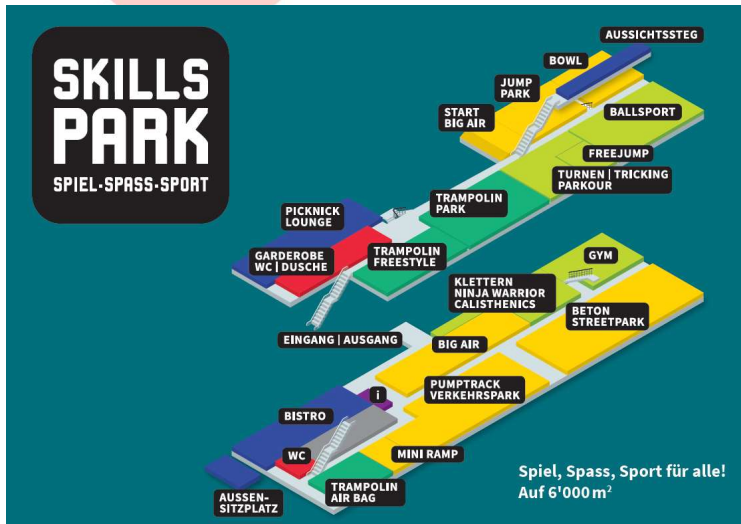 SKILLS
PARK
SPIEL·SPASS·SPORT
AUSSICHTSSTEG
BOWL
JUMP
PARK
START
BIG AIR
BALLSPORT
FREEJUMP
TURNEN | TRICKING
PARKOUR
TRAMPOLIN
PARK
PICKNICK
LOUNGE
GARDEROBE
WC | DUSCHE
TRAMPOLIN
FREESTYLE
EINGANG | AUSGANG
GYM
KLETTERN
NINJA WARRIOR
CALISTHENICS
BETON
STREETPARK
BIG AIR
PUMPTRACK
VERKEHRSPARK
i
BISTRO
WC
MINI RAMP
TRAMPOLIN
AIR BAG
AUSSEN-
SITZPLATZ
Spiel, Spass, Sport für alle!
Auf 6'000 m²